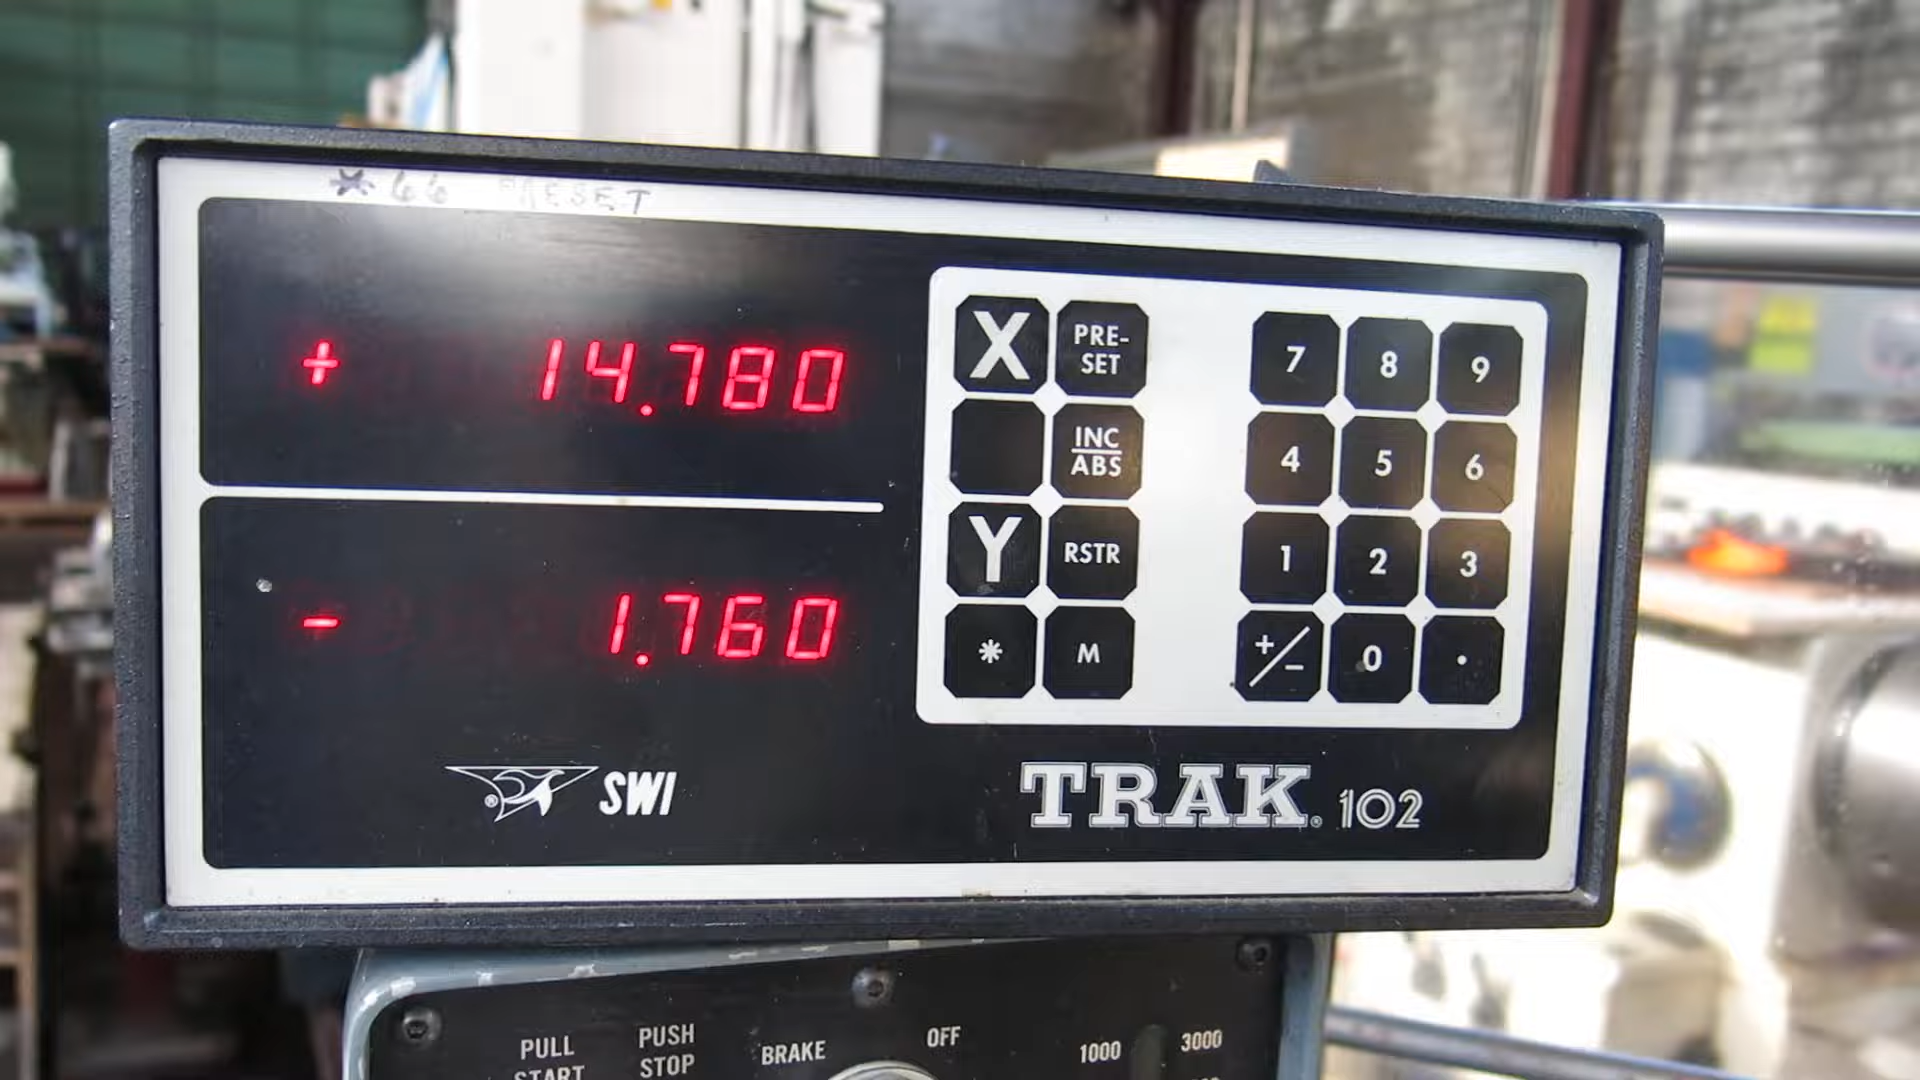 * 66 PRESET
+ 14.780
- 1.760
X PRE-
SET
INC
ABS
Y RSTR
* M
7 8 9
4 5 6
1 2 3
+/- 0 .
® SWI
TRAK® 102
PULL
START
PUSH
STOP
BRAKE
OFF
1000
3000